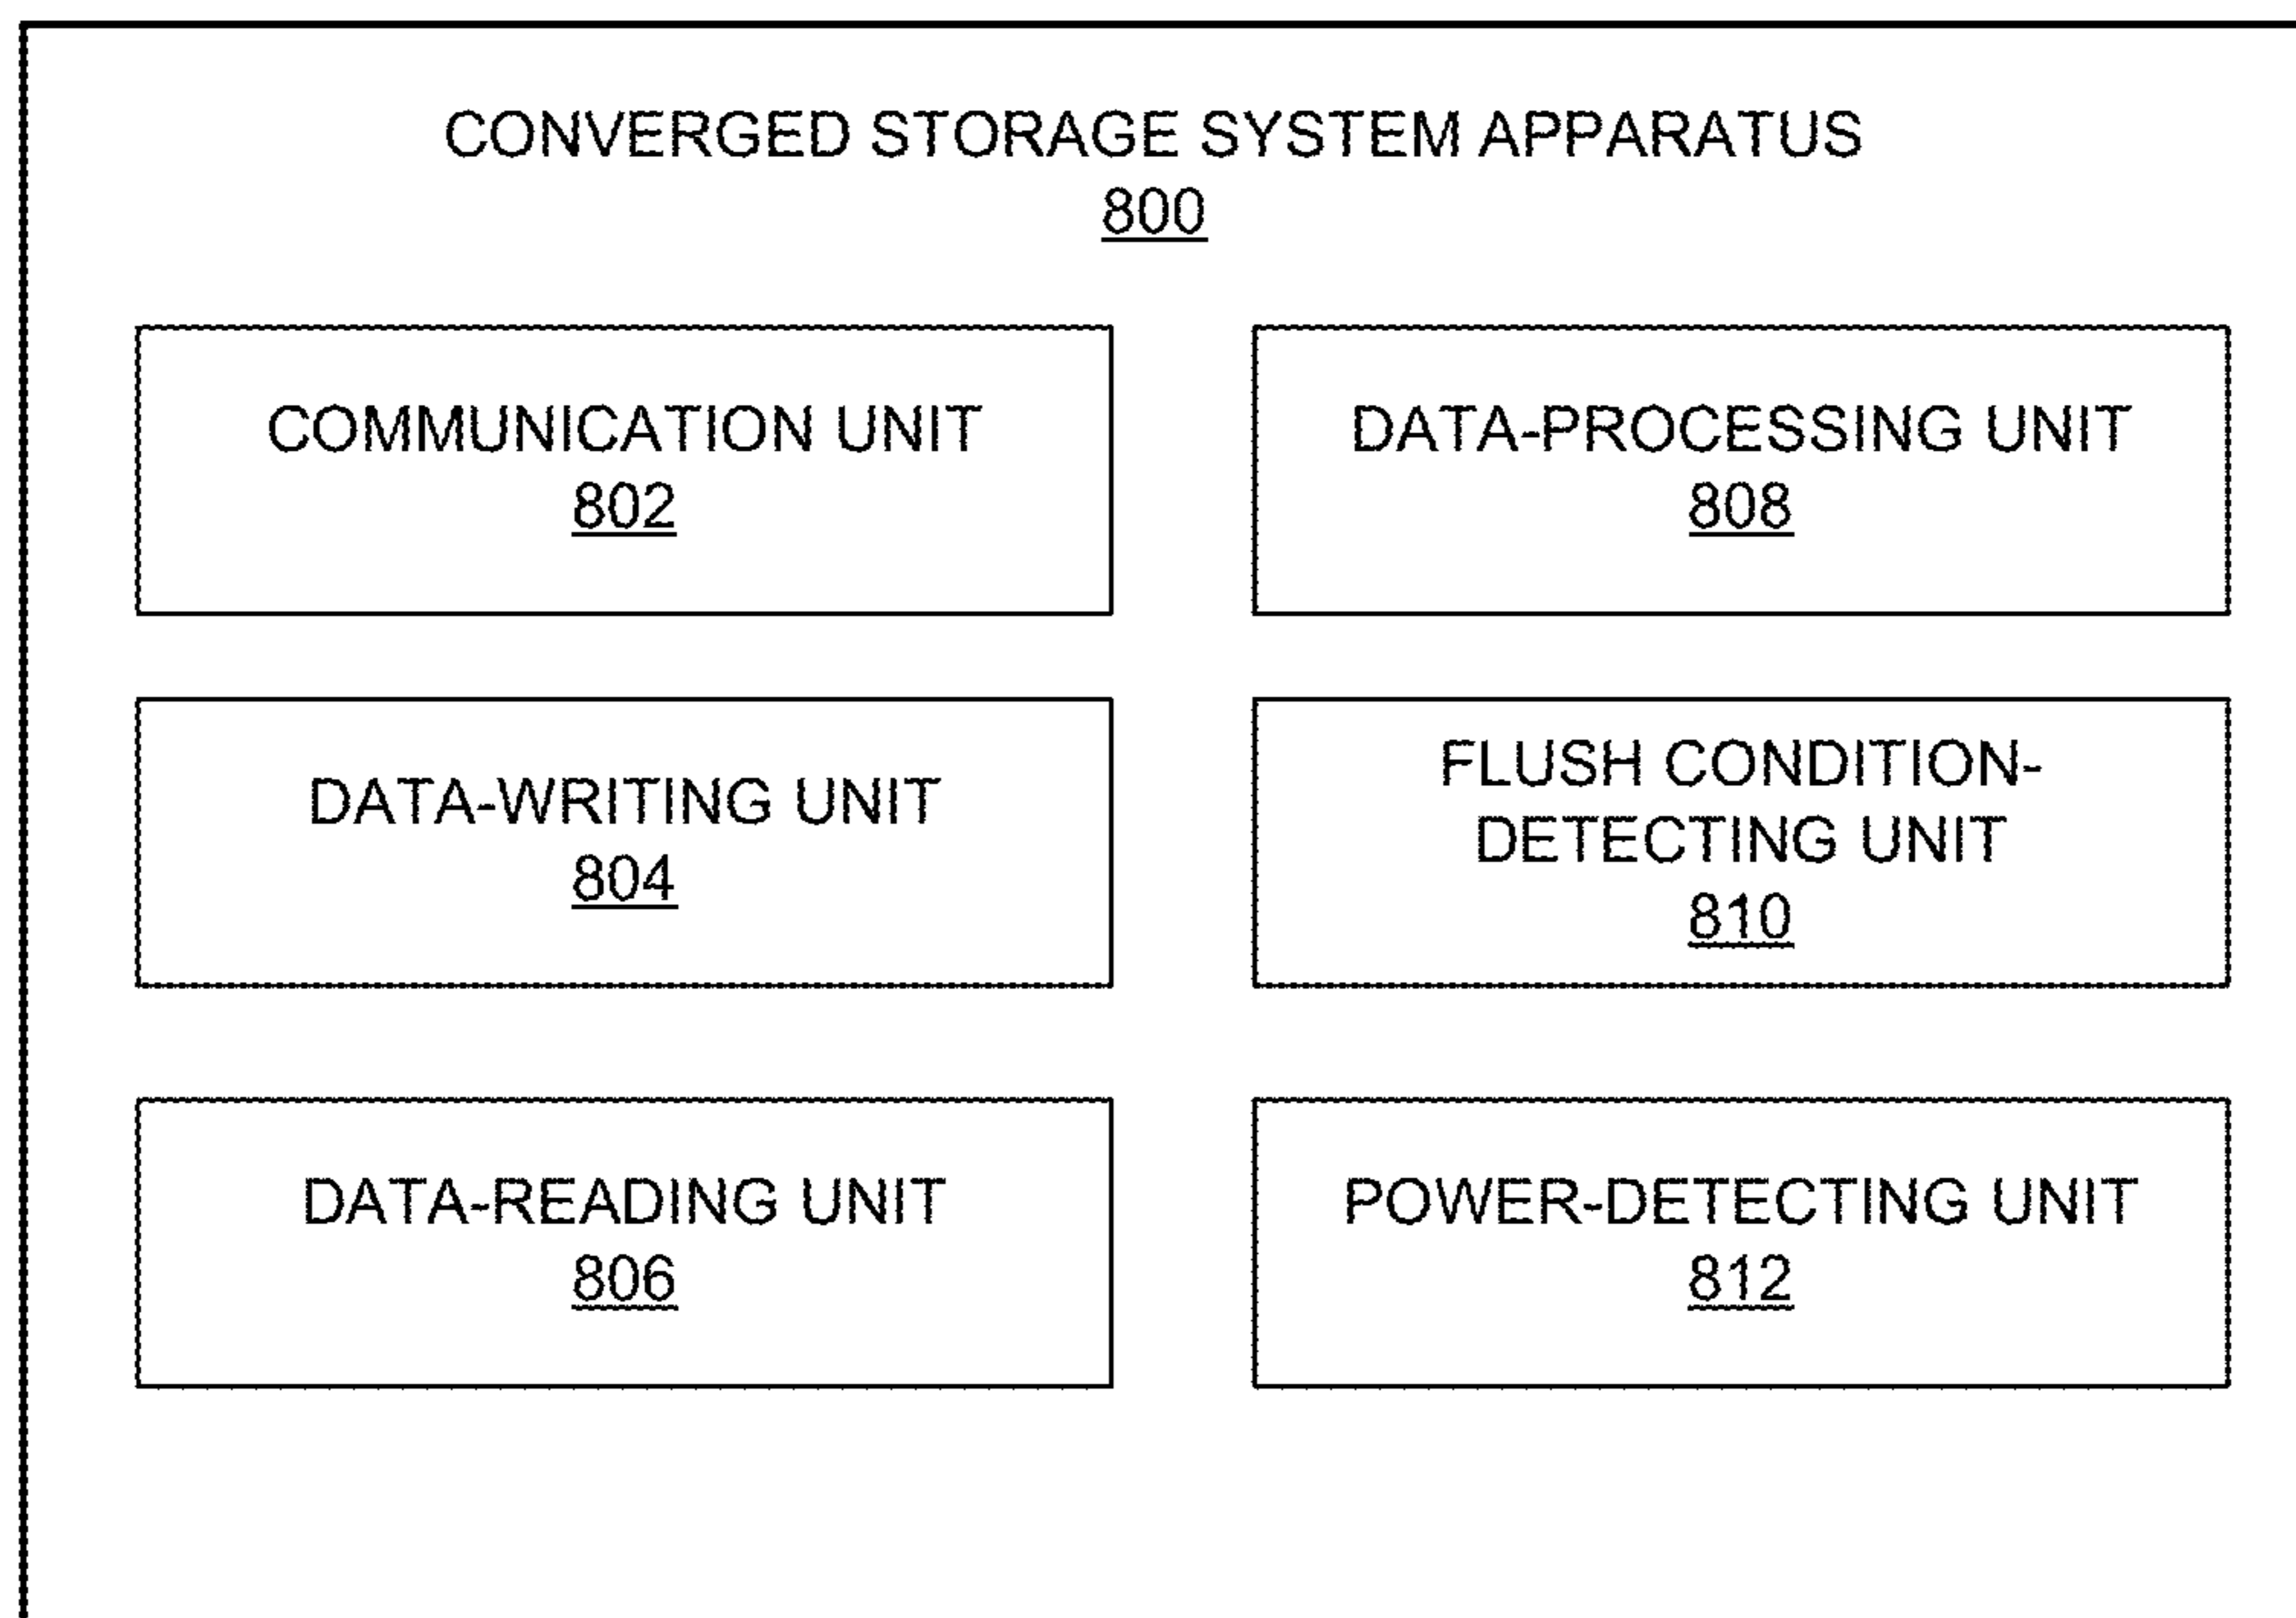 CONVERGED STORAGE SYSTEM APPARATUS
800
COMMUNICATION UNIT
802
DATA-PROCESSING UNIT
808
DATA-WRITING UNIT
804
FLUSH CONDITION-
DETECTING UNIT
810
DATA-READING UNIT
806
POWER-DETECTING UNIT
812